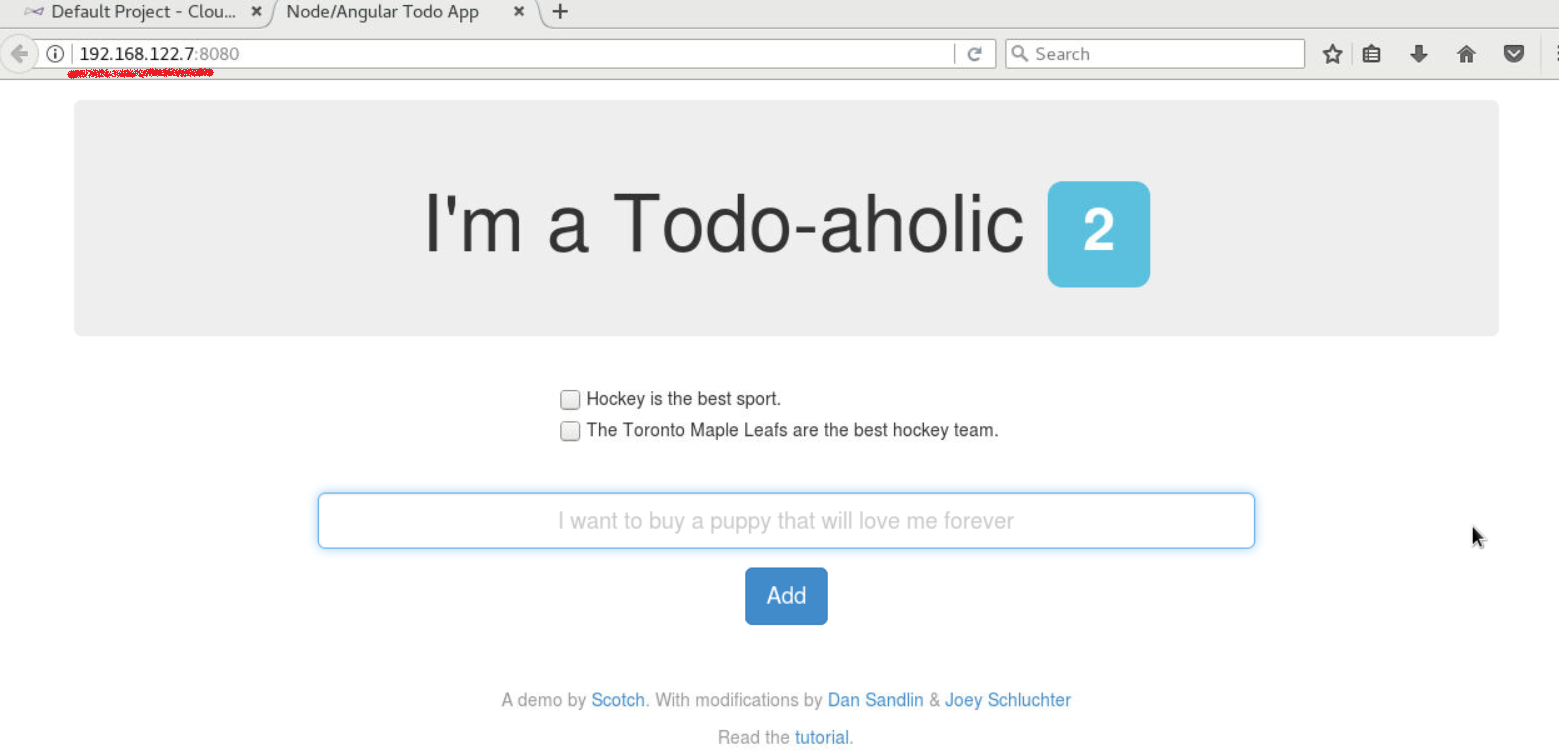 Default Project - Clou...
Node/Angular Todo App
192.168.122.7:8080
Search
I'm a Todo-aholic 2
Hockey is the best sport.
The Toronto Maple Leafs are the best hockey team.
I want to buy a puppy that will love me forever
Add
A demo by Scotch. With modifications by Dan Sandlin & Joey Schluchter
Read the tutorial.